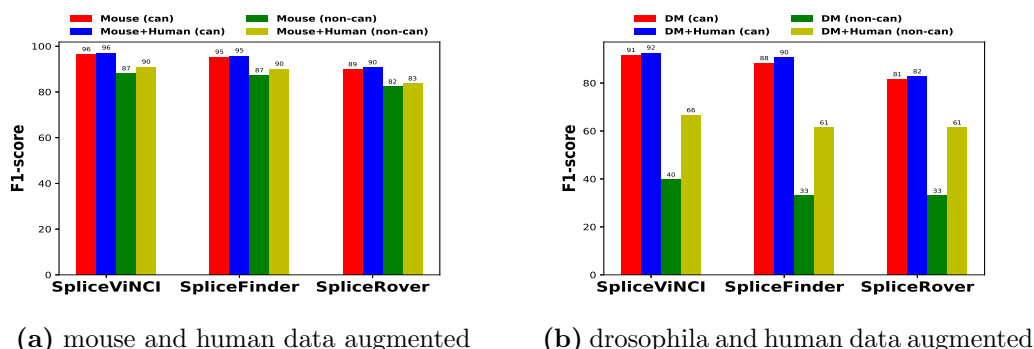 Mouse (can) Mouse (non-can)
Mouse+Human (can) Mouse+Human (non-can)
F1-score
100
80
60
40
20
0
96 96 87 90
95 95 87 90
89 90 82 83
SpliceViNCI SpliceFinder SpliceRover
(a) mouse and human data augmented
DM (can) DM (non-can)
DM+Human (can) DM+Human (non-can)
F1-score
80
60
40
20
0
91 92 40 66
88 90 33 61
81 82 33 61
SpliceViNCI SpliceFinder SpliceRover
(b) drosophila and human data augmented